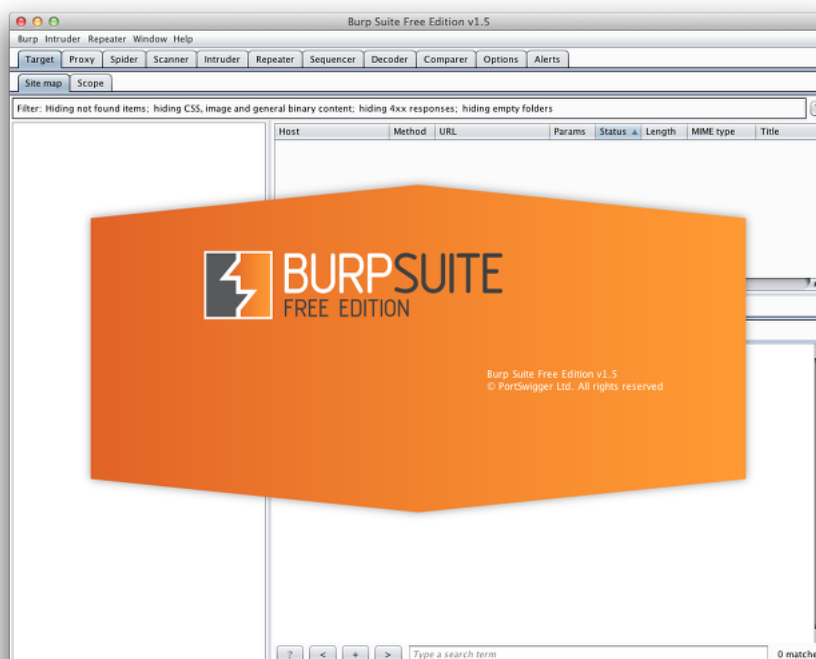 Burp Suite Free Edition v1.5
Burp Intruder Repeater Window Help
Target Proxy Spider Scanner Intruder Repeater Sequencer Decoder Comparer Options Alerts
Site map Scope
Filter: Hiding not found items; hiding CSS, image and general binary content; hiding 4xx responses; hiding empty folders
Host Method URL Params Status Length MIME type Title
BURPSUITE
FREE EDITION
Burp Suite Free Edition v1.5
© PortSwigger Ltd. All rights reserved
? < + > Type a search term 0 matche